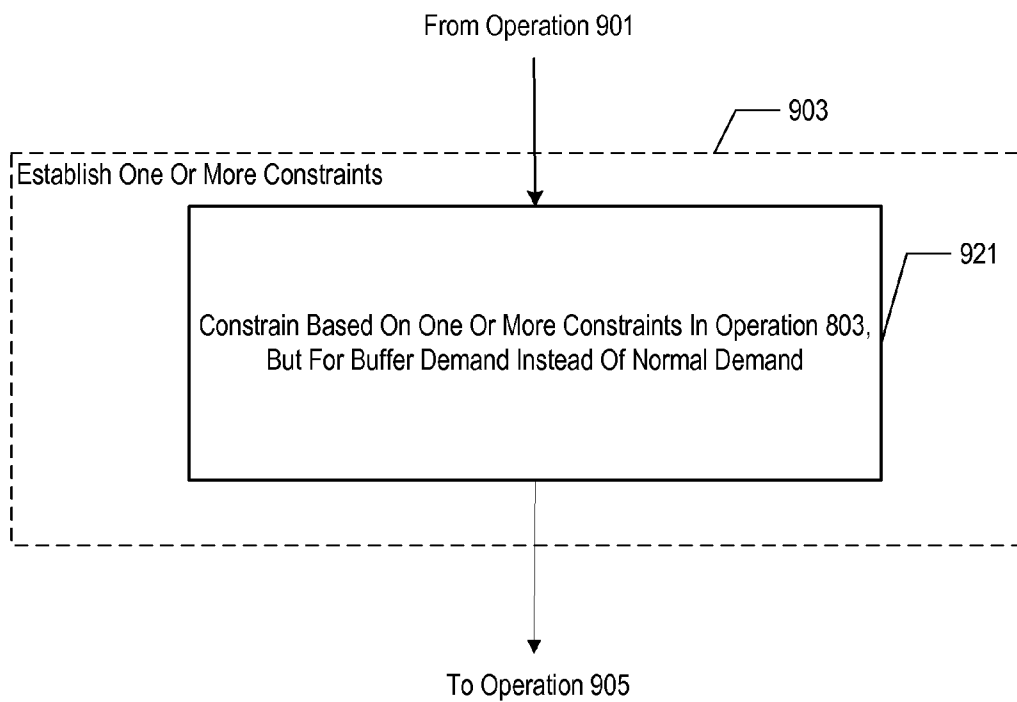 From Operation 901
903
Establish One Or More Constraints
921
Constrain Based On One Or More Constraints In Operation 803,
But For Buffer Demand Instead Of Normal Demand
To Operation 905